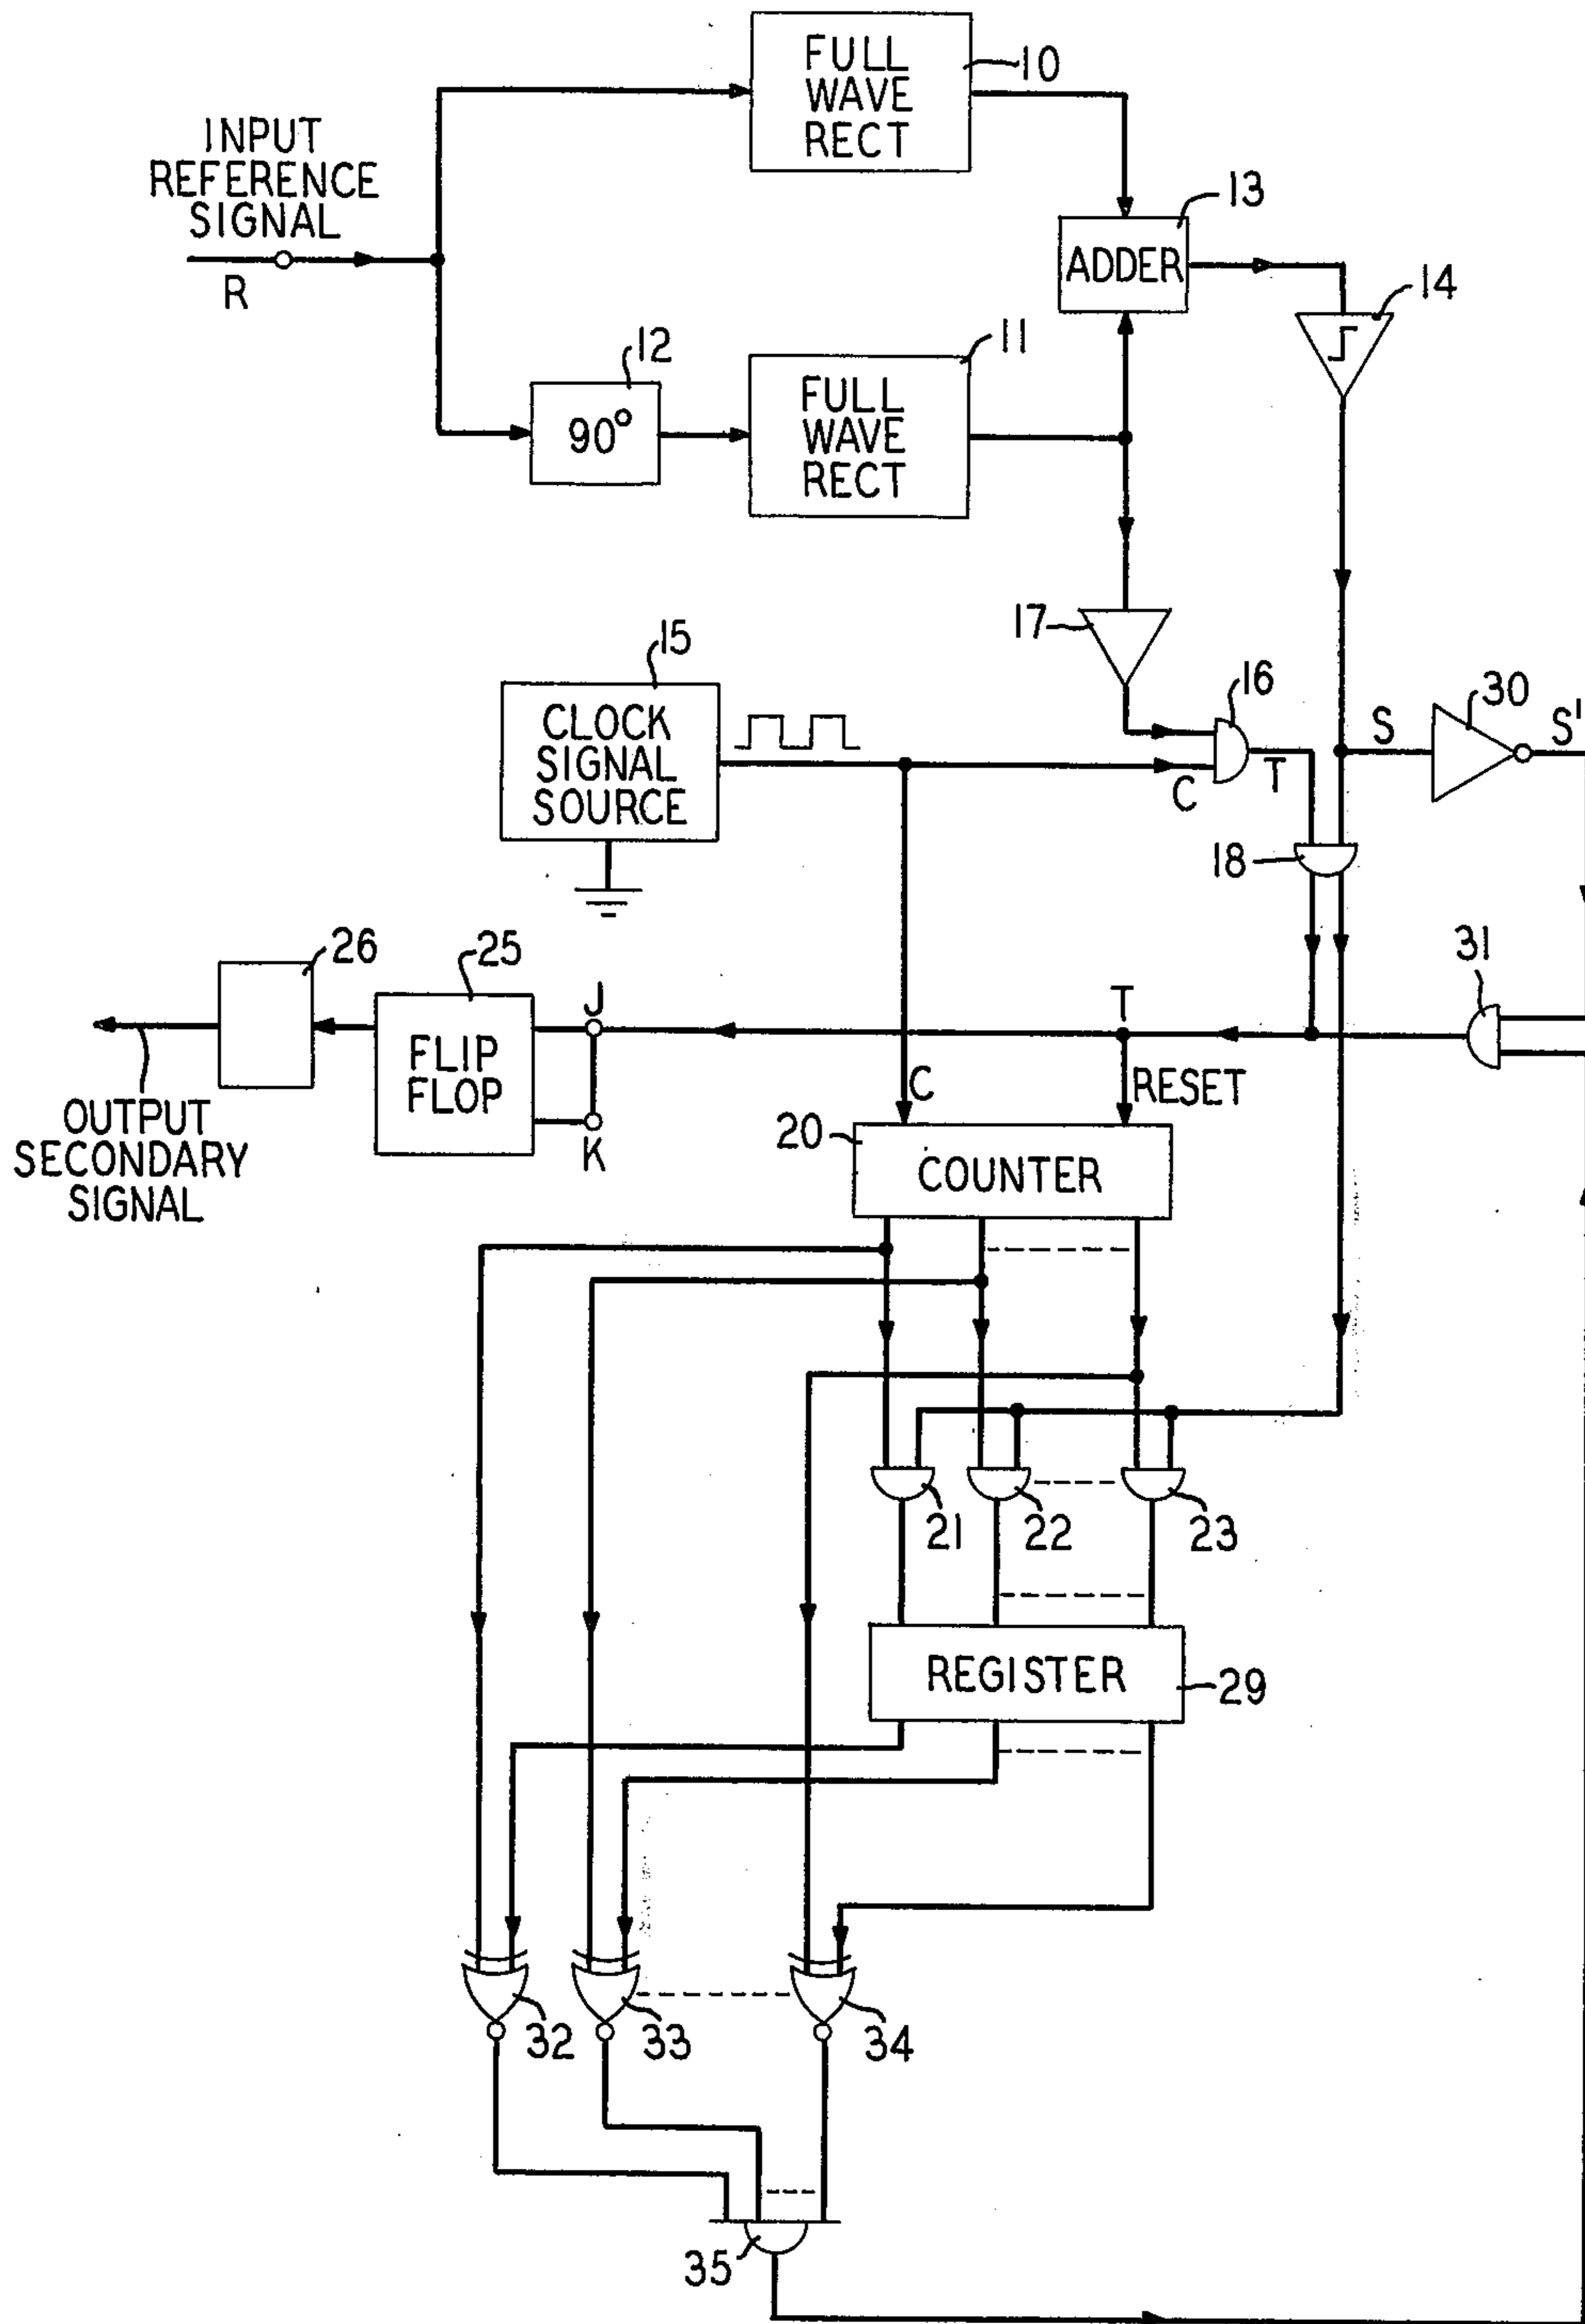 FULL
WAVE
RECT
10
INPUT
REFERENCE
SIGNAL
R
13
ADDER
14
12
90°
11
FULL
WAVE
RECT
17
15
CLOCK
SIGNAL
SOURCE
16
C
T
S
30
S'
18
26
25
FLIP
FLOP
J
K
T
31
C
RESET
OUTPUT
SECONDARY
SIGNAL
20
COUNTER
21
22
23
REGISTER
29
32
33
34
35